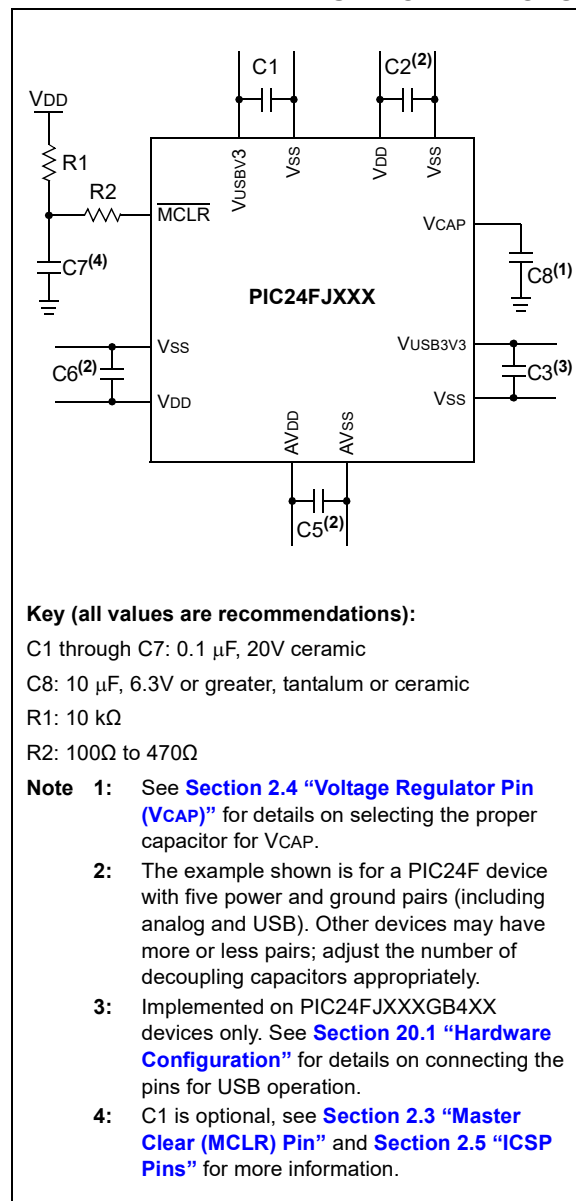 C1
C2(2)
VDD
R1
R2
VUSBV3
VSS
VDD
VSS
MCLR
VCAP
C7(4)
C8(1)
PIC24FJXXX
VSS
VUSB3V3
C6(2)
C3(3)
VDD
VSS
AVDD
AVSS
C5(2)
Key (all values are recommendations):
C1 through C7: 0.1 μF, 20V ceramic
C8: 10 μF, 6.3V or greater, tantalum or ceramic
R1: 10 kΩ
R2: 100Ω to 470Ω
Note 1: See Section 2.4 “Voltage Regulator Pin
(VCAP)” for details on selecting the proper
capacitor for VCAP.
2: The example shown is for a PIC24F device
with five power and ground pairs (including
analog and USB). Other devices may have
more or less pairs; adjust the number of
decoupling capacitors appropriately.
3: Implemented on PIC24FJXXXGB4XX
devices only. See Section 20.1 “Hardware
Configuration” for details on connecting the
pins for USB operation.
4: C1 is optional, see Section 2.3 “Master
Clear (MCLR) Pin” and Section 2.5 “ICSP
Pins” for more information.